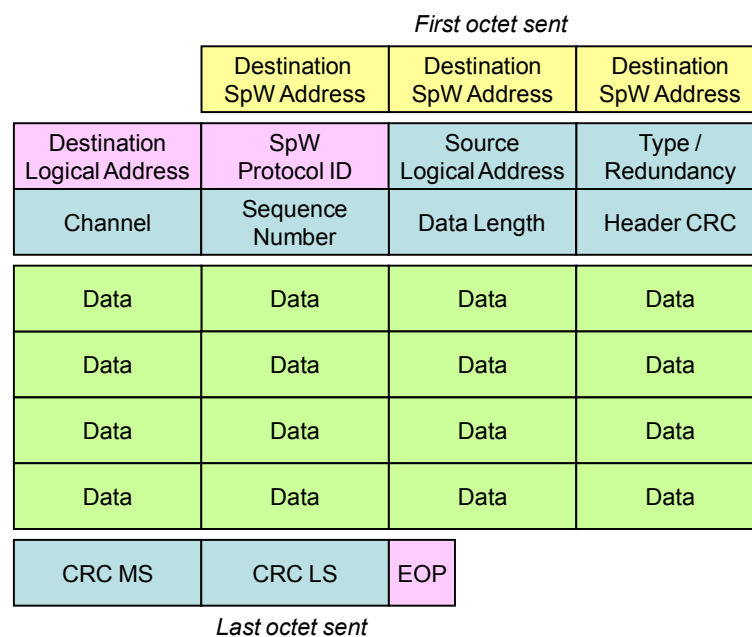 First octet sent
Destination Destination Destination
SpW Address SpW Address SpW Address
Destination SpW Source Type /
Logical Address Protocol ID Logical Address Redundancy
Channel Sequence Number Data Length Header CRC
Data Data Data Data
Data Data Data Data
Data Data Data Data
Data Data Data Data
CRC MS CRC LS EOP
Last octet sent